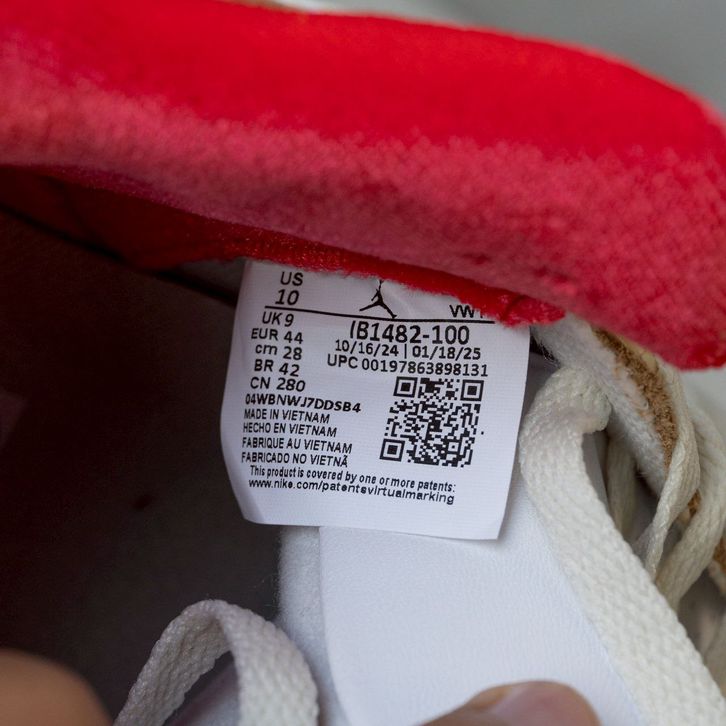 US
10
UK 9
EUR 44
cm 28
BR 42
CN 280
IB1482-100
10/16/24 | 01/18/25
UPC 00197863898131
04WBNWJ7DDSB4
MADE IN VIETNAM
HECHO EN VIETNAM
FABRIQUE AU VIETNAM
FABRICADO NO VIETNÃ
This product is covered by one or more patents:
www.nike.com/patentsvirtualmarking